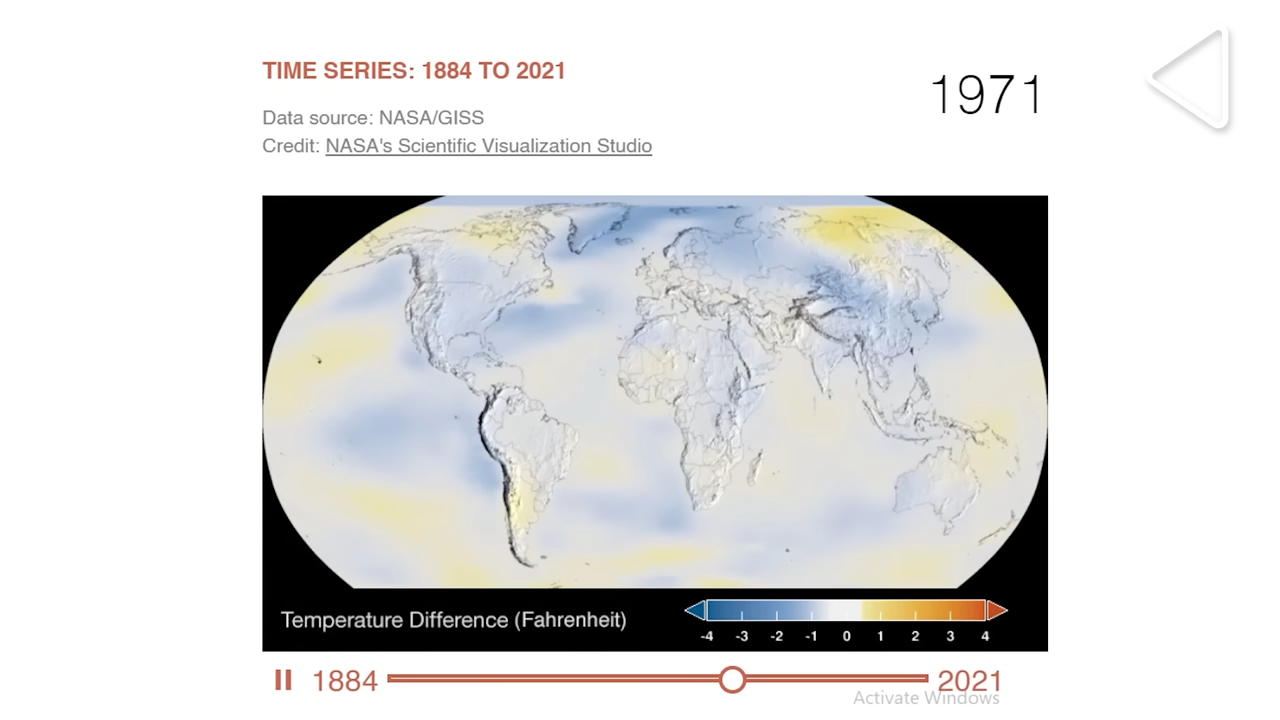 TIME SERIES: 1884 TO 2021
1971
Data source: NASA/GISS
Credit: NASA's Scientific Visualization Studio
Temperature Difference (Fahrenheit)
-4 -3 -2 -1 0 1 2 3 4
1884 2021
Activate Windows